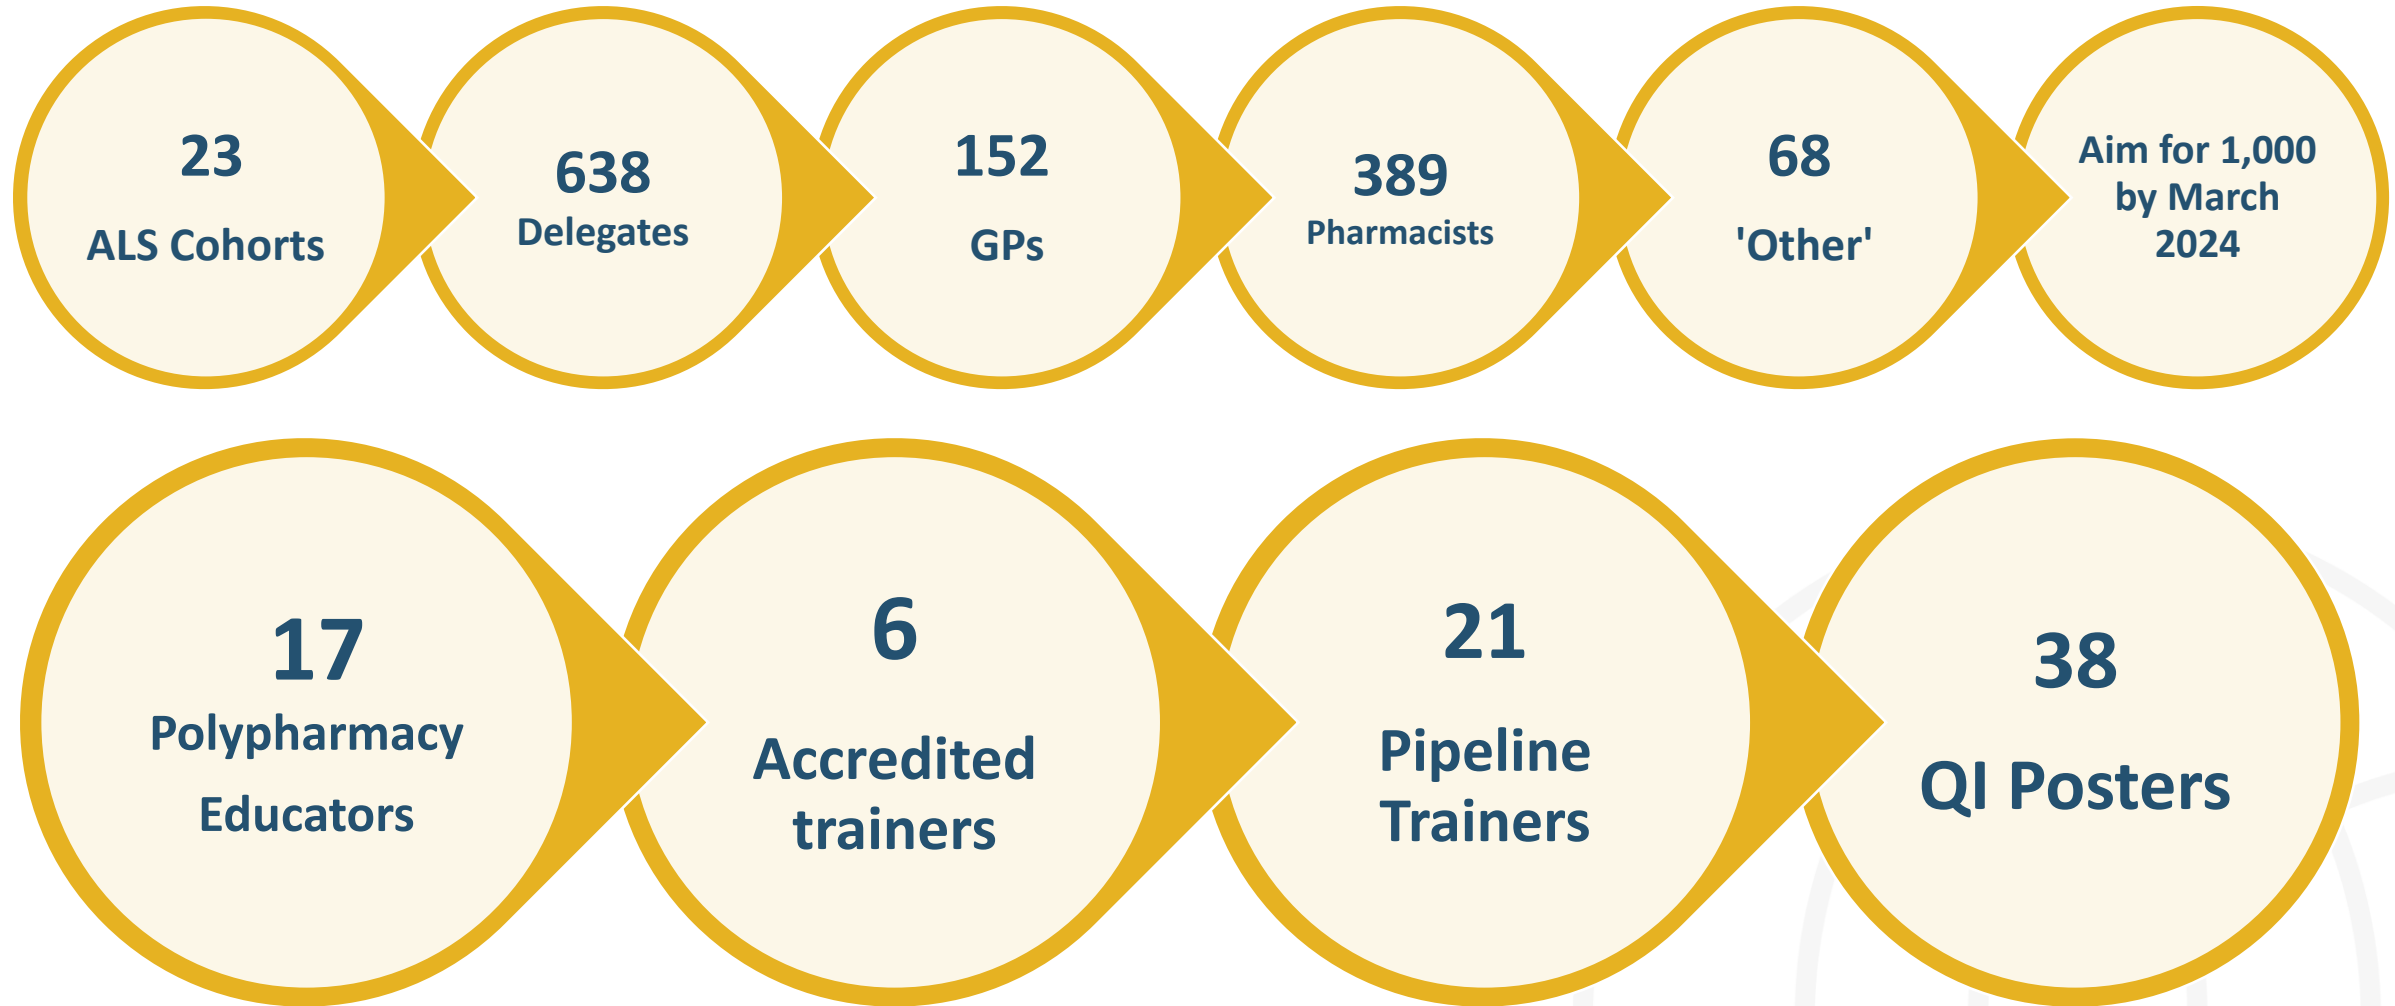 23
ALS Cohorts
638
Delegates
152
GPs
389
Pharmacists
68
'Other'
Aim for 1,000
by March
2024
17
Polypharmacy
Educators
6
Accredited
trainers
21
Pipeline
Trainers
38
QI Posters